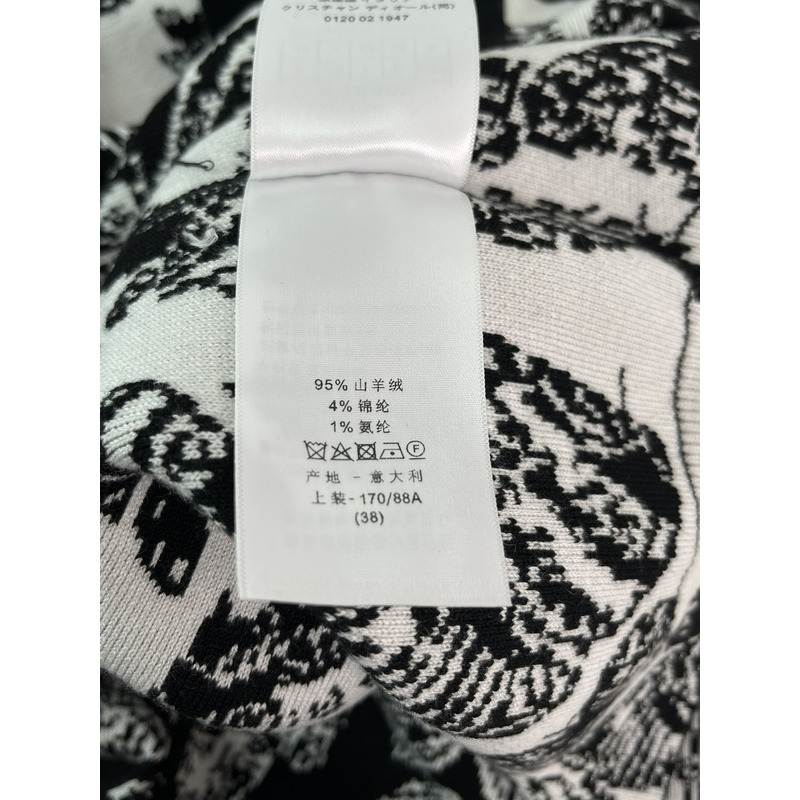 クリスチャン ディオール(同)
0120 02 1947
95% 山羊绒
4% 锦纶
1% 氨纶
F
产地 - 意大利
上装- 170/88A
(38)